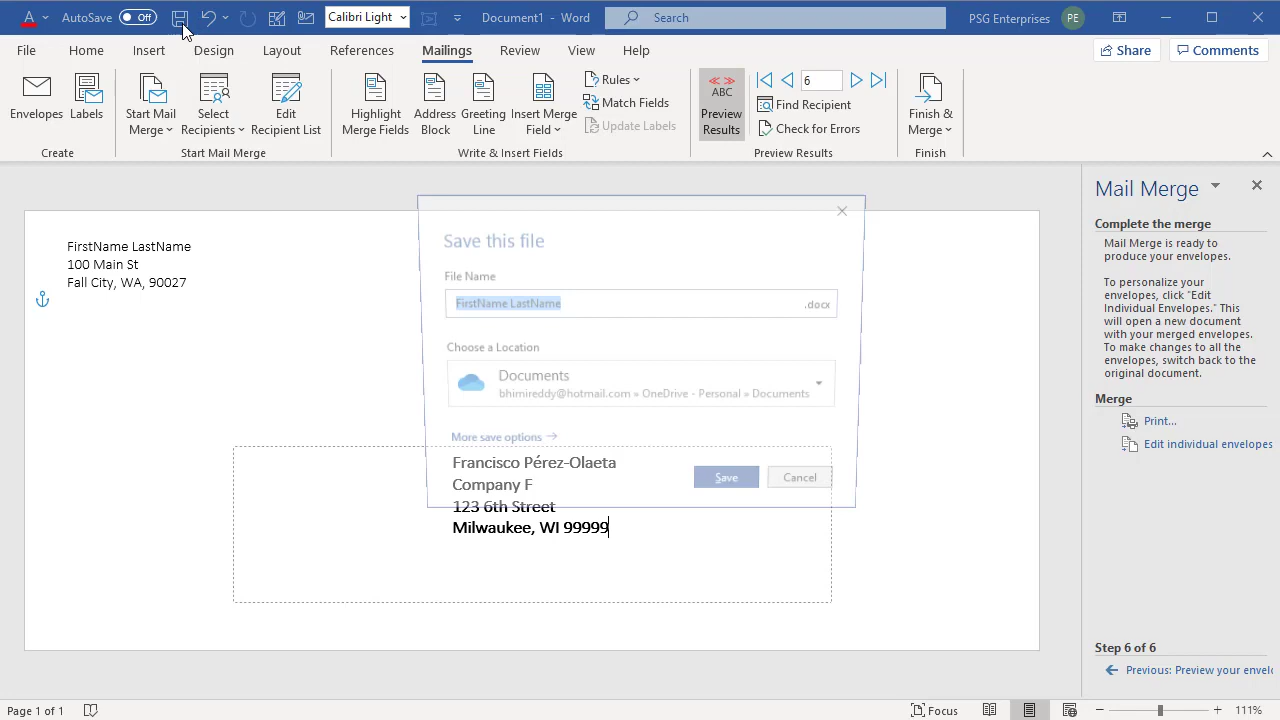 AutoSave Off Calibri Light Document1 - Word Search PSG Enterprises PE
File Home Insert Design Layout References Mailings Review View Help Share Comments
Envelopes Labels
Create
Start Mail Merge Select Recipients Edit Recipient List
Start Mail Merge
Highlight Merge Fields Address Block Greeting Line Insert Merge Field
Rules
Match Fields
Update Labels
Write & Insert Fields
ABC
Preview Results
6
Find Recipient
Check for Errors
Preview Results
Finish & Merge
Finish
FirstName LastName
100 Main St
Fall City, WA, 90027
Save this file
File Name
FirstName LastName .docx
Choose a Location
Documents
bhimireddy@hotmail.com » OneDrive - Personal » Documents
More save options
Save Cancel
Francisco Pérez-Olaeta
Company F
123 6th Street
Milwaukee, WI 99999
Mail Merge
Complete the merge
Mail Merge is ready to
produce your envelopes.
To personalize your
envelopes, click "Edit
Individual Envelopes." This
will open a new document
with your merged envelopes.
To make changes to all the
envelopes, switch back to the
original document.
Merge
Print...
Edit individual envelopes
Step 6 of 6
Previous: Preview your envelo
Page 1 of 1 Focus 111%